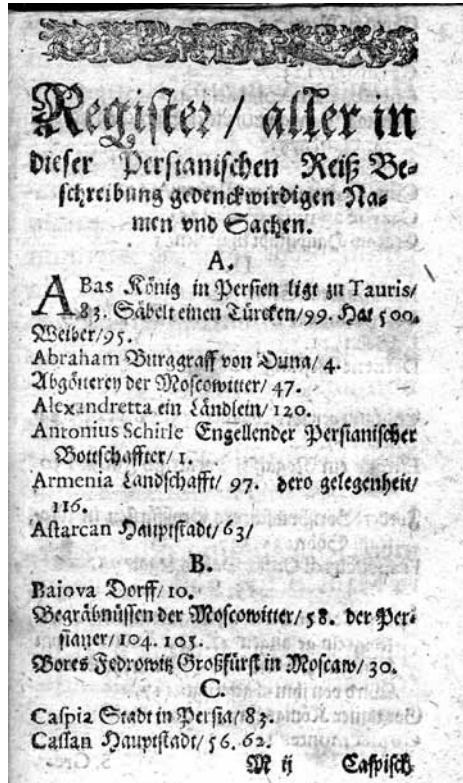 Register / aller in
dieser Persianischen Reiß Be-
schreibung gedenckwirdigen Na-
men vnd Sachen.
A.
ABas König in Persien ligt zu Tauris/
83. Säbelt einen Türcken/99. Hat 500.
Weiber/95.
Abraham Burggraff von Duna/4.
Abgötterey der Moscowitter/47.
Alexandretta ein Ländlein/120.
Antonius Schirle Engellender Persianischer
Bottschaffter/1.
Armenia Landschafft/ 97. dero gelegenheit/
116.
Astarcan Hauptstadt/63/
B.
Baiova Dorff/10.
Begräbnüssen der Moscowitter/58. der Per-
sianer/104. 105.
Bores Fedrowitz Großfürst in Moscaw/30.
C.
Caspia Stadt in Persia/83.
Cassan Hauptstadt/56.62.
M ij Caspisch